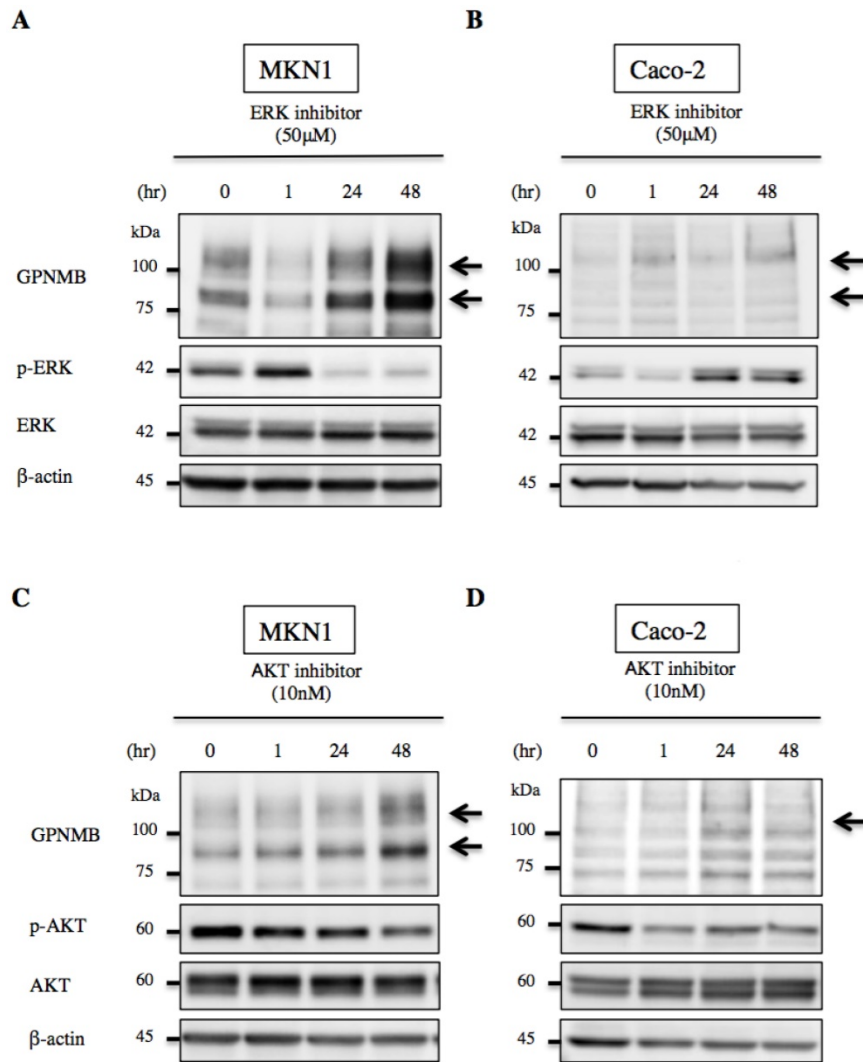 A
MKN1
ERK inhibitor
(50μM)
(hr) 0 1 24 48
kDa
GPNMB
100
75
p-ERK 42
ERK 42
β-actin 45
B
Caco-2
ERK inhibitor
(50μM)
(hr) 0 1 24 48
kDa
100
75
42
42
45
C
MKN1
AKT inhibitor
(10nM)
(hr) 0 1 24 48
kDa
GPNMB 100
75
p-AKT 60
AKT 60
β-actin 45
D
Caco-2
AKT inhibitor
(10nM)
(hr) 0 1 24 48
kDa
100
75
60
60
45